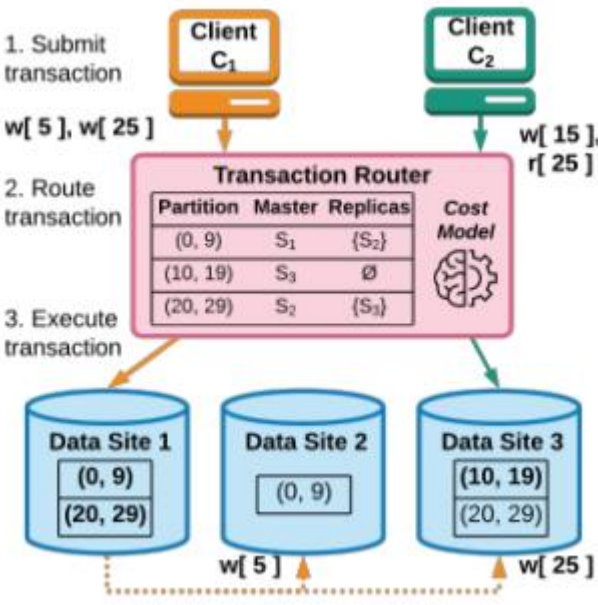 1. Submit
transaction
Client
C₁
Client
C₂
w[ 5 ], w[ 25 ]
w[ 15 ],
r[ 25 ]
2. Route
transaction
Transaction Router
Partition Master Replicas
(0, 9) S₁ {S₂}
(10, 19) S₃ Ø
(20, 29) S₂ {S₃}
Cost
Model
3. Execute
transaction
Data Site 1
(0, 9)
(20, 29)
Data Site 2
(0, 9)
Data Site 3
(10, 19)
(20, 29)
w[ 5 ]
w[ 25 ]